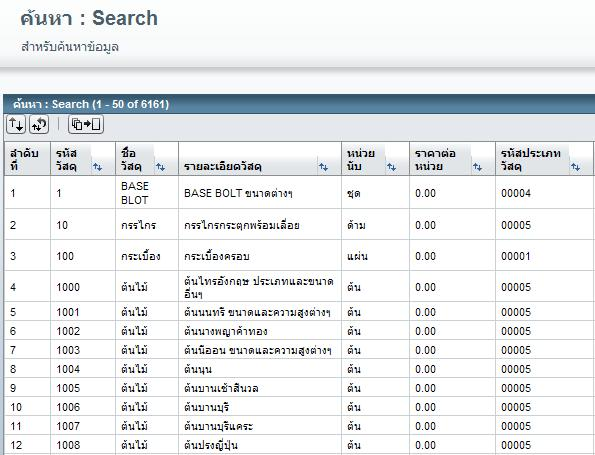 ค้นหา : Search
สำหรับค้นหาข้อมูล
ค้นหา : Search (1 - 50 of 6161)
ลำดับที่ รหัสวัสดุ ชื่อวัสดุ รายละเอียดวัสดุ หน่วยนับ ราคาต่อหน่วย รหัสประเภทวัสดุ
1 1 BASE BLOT BASE BOLT ขนาดต่างๆ ชุด 0.00 00004
2 10 กรรไกร กรรไกรกระตุกพร้อมเลื่อย ด้าม 0.00 00005
3 100 กระเบื้อง กระเบื้องครอบ แผ่น 0.00 00001
4 1000 ต้นไม้ ต้นไทรอังกฤษ ประเภทและขนาดอื่นๆ ต้น 0.00 00005
5 1001 ต้นไม้ ต้นนนทรี ขนาดและความสูงต่างๆ ต้น 0.00 00005
6 1002 ต้นไม้ ต้นนางพญาค้าทอง ต้น 0.00 00005
7 1003 ต้นไม้ ต้นนีออน ขนาดและความสูงต่างๆ ต้น 0.00 00005
8 1004 ต้นไม้ ต้นนุน ต้น 0.00 00005
9 1005 ต้นไม้ ต้นบานเช้าสีนวล ต้น 0.00 00005
10 1006 ต้นไม้ ต้นบานบุรี ต้น 0.00 00005
11 1007 ต้นไม้ ต้นบานบุรีแคระ ต้น 0.00 00005
12 1008 ต้นไม้ ต้นปรงญี่ปุ่น ต้น 0.00 00005